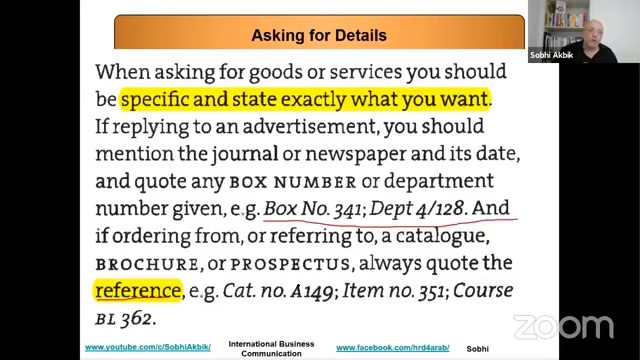 Asking for Details
Sobhi Akbik
When asking for goods or services you should
be specific and state exactly what you want.
If replying to an advertisement, you should
mention the journal or newspaper and its date,
and quote any BOX NUMBER or department
number given, e.g. Box No. 341; Dept 4/128. And
if ordering from, or referring to, a catalogue,
BROCHURE, or PROSPECTUS, always quote the
reference, e.g. Cat. no. A149; Item no. 351; Course
BL 362.
zoom
www.youtube.com/c/SobhiAkbik/
International Business
Communication
www.facebook.com/hrd4arab/
Sobhi